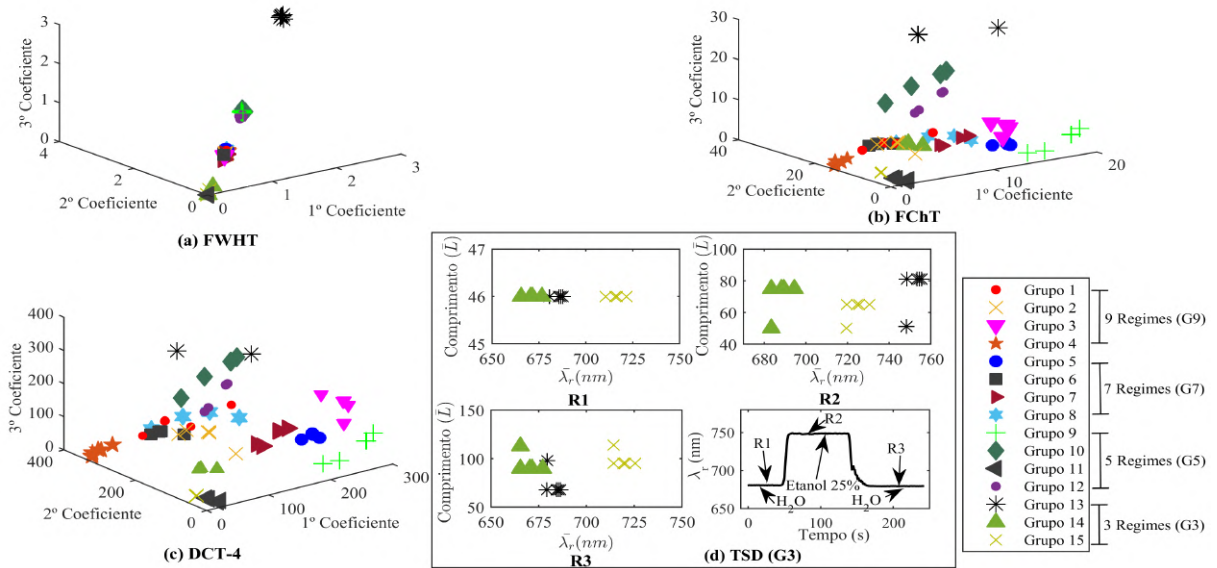 3
2
1
0
3º Coeficiente
4
2
0
2º Coeficiente
0
1
2
3
1º Coeficiente
(a) FWHT
30
20
10
0
3º Coeficiente
40
20
0
2º Coeficiente
0
10
20
1º Coeficiente
(b) FChT
400
300
200
100
0
3º Coeficiente
400
200
0
2º Coeficiente
0
100
200
300
1º Coeficiente
(c) DCT-4
47
46
45
Comprimento (L̄)
650 675 700 725 750
λ̄r(nm)
R1
100
80
60
40
Comprimento (L̄)
680 700 720 740 760
λ̄r(nm)
R2
150
100
50
Comprimento (L̄)
650 675 700 725 750
λ̄r(nm)
R3
750
700
650
λr (nm)
R1
R2
R3
Etanol 25%
H2O
H2O
0 100 200
Tempo (s)
(d) TSD (G3)
Grupo 1
Grupo 2
Grupo 3
Grupo 4
Grupo 5
Grupo 6
Grupo 7
Grupo 8
Grupo 9
Grupo 10
Grupo 11
Grupo 12
Grupo 13
Grupo 14
Grupo 15
9 Regimes (G9)
7 Regimes (G7)
5 Regimes (G5)
3 Regimes (G3)